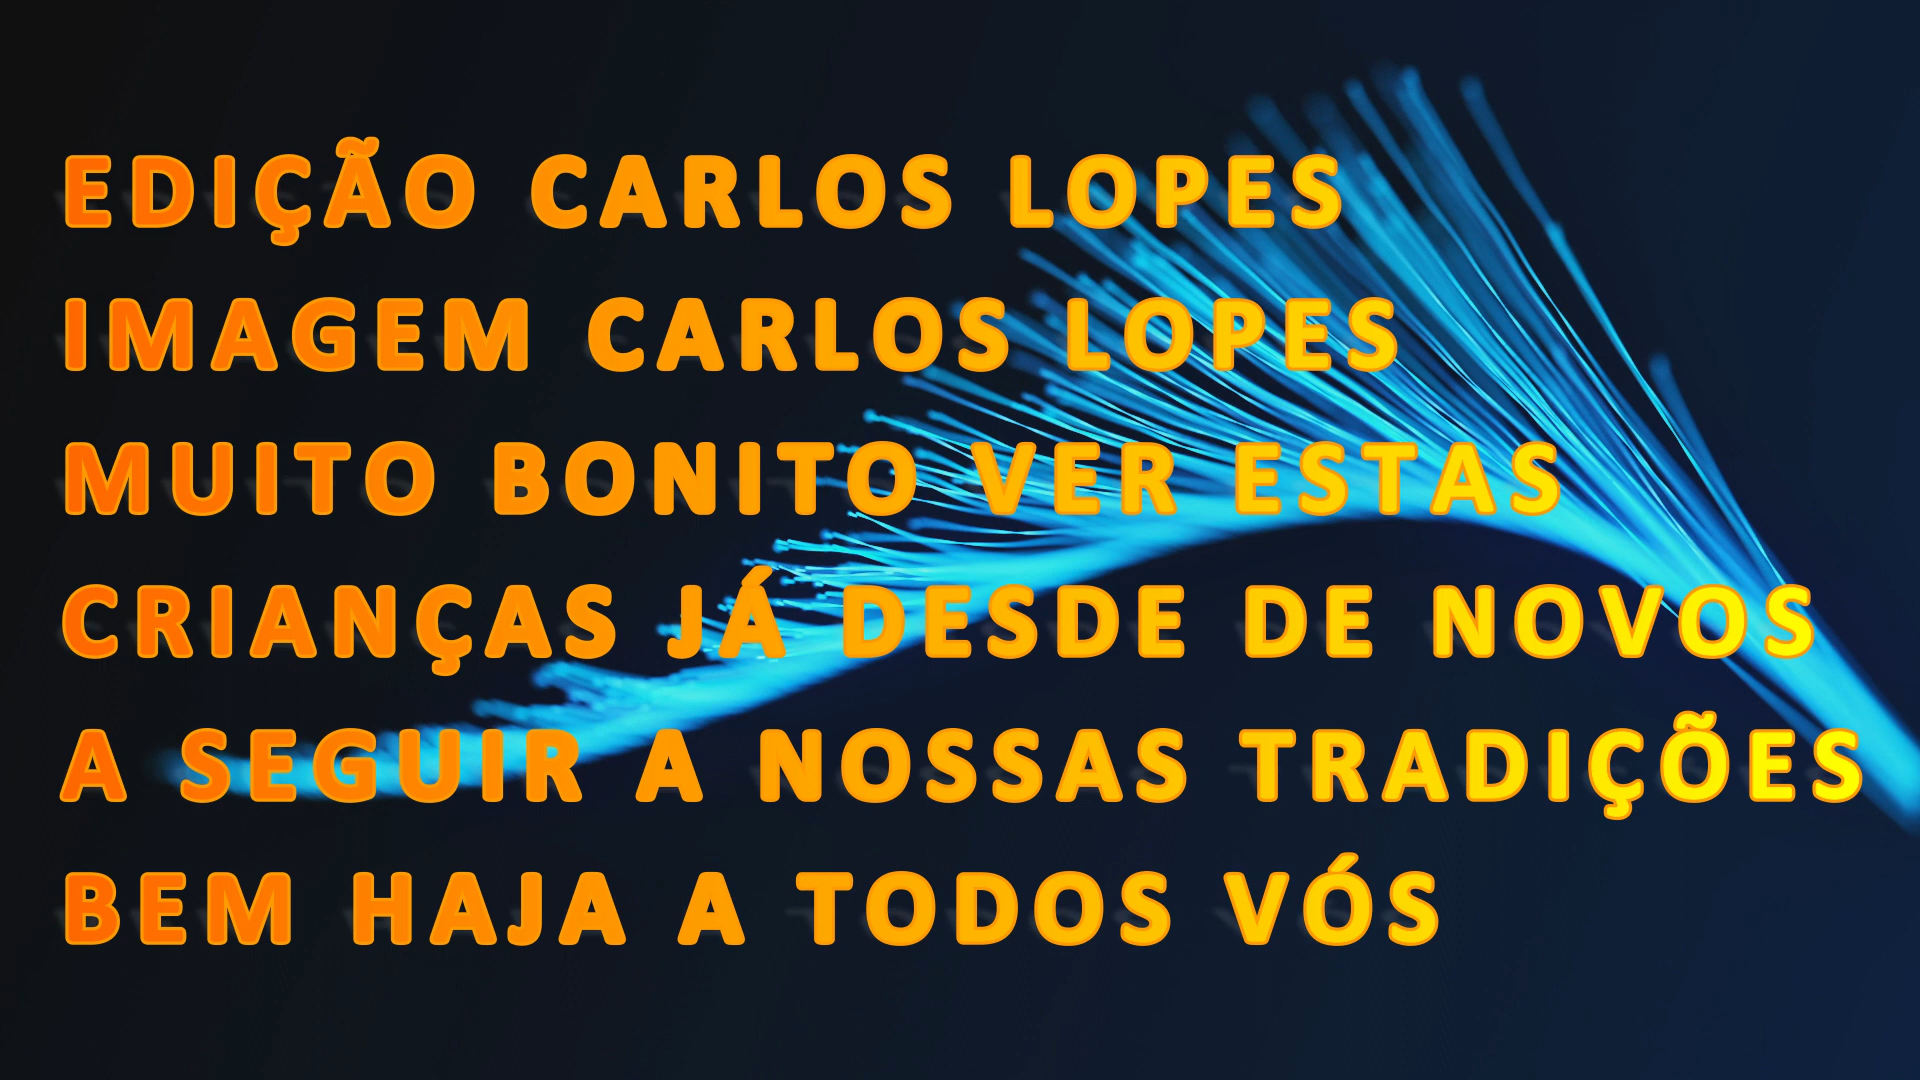 EDIÇÃO CARLOS LOPES
IMAGEM CARLOS LOPES
MUITO BONITO VER ESTAS
CRIANÇAS JÁ DESDE DE NOVOS
A SEGUIR A NOSSAS TRADIÇÕES
BEM HAJA A TODOS VÓS